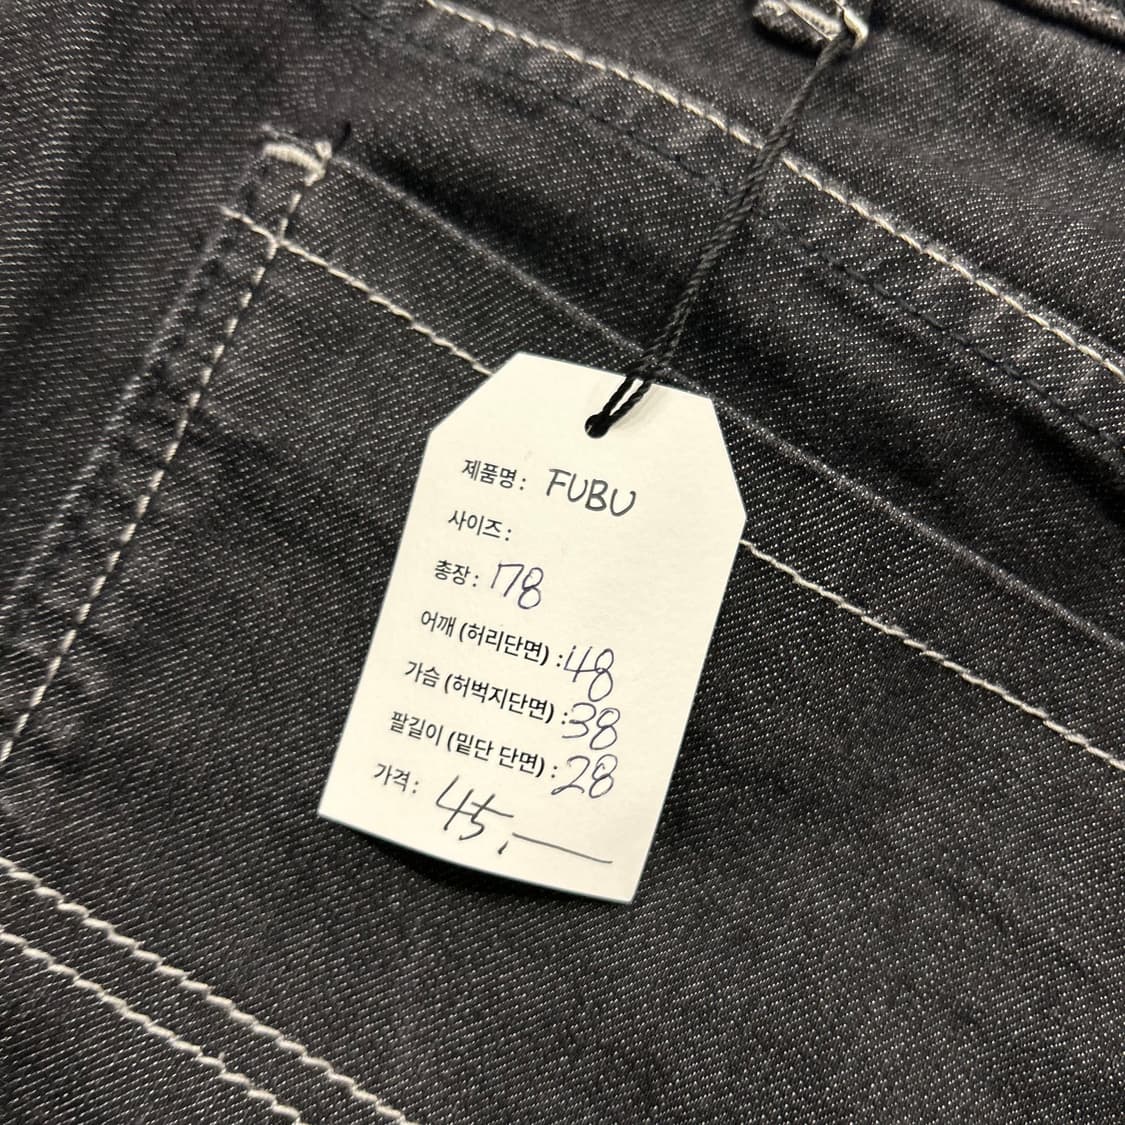 제품명: FUBU
사이즈:
총장: 178
어깨 (허리단면) :48
가슴 (허벅지단면) :38
팔길이 (밑단 단면) :28
가격: 45,—